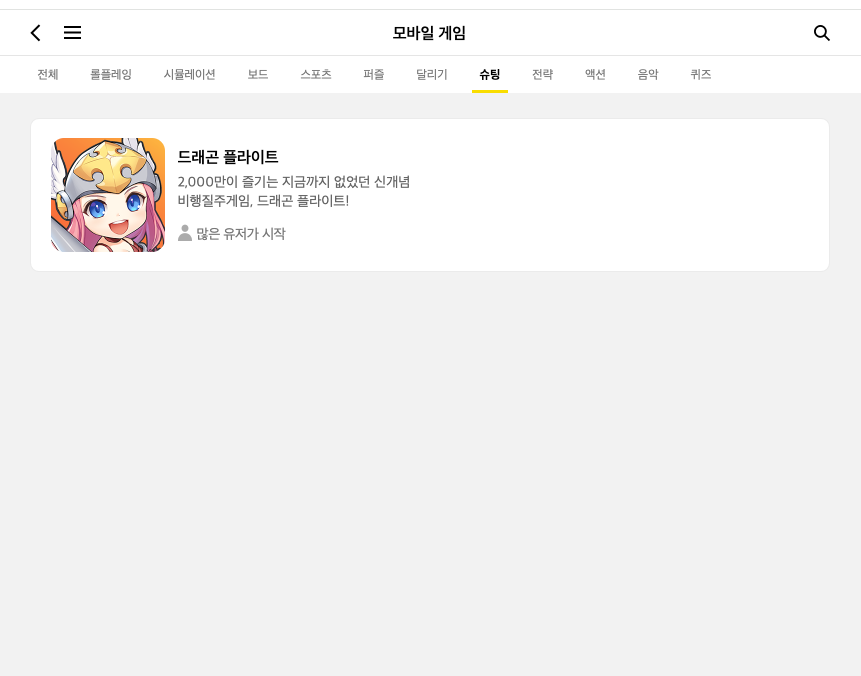 모바일 게임
전체 롤플레잉 시뮬레이션 보드 스포츠 퍼즐 달리기 슈팅 전략 액션 음악 퀴즈
드래곤 플라이트
2,000만이 즐기는 지금까지 없었던 신개념
비행질주게임, 드래곤 플라이트!
많은 유저가 시작